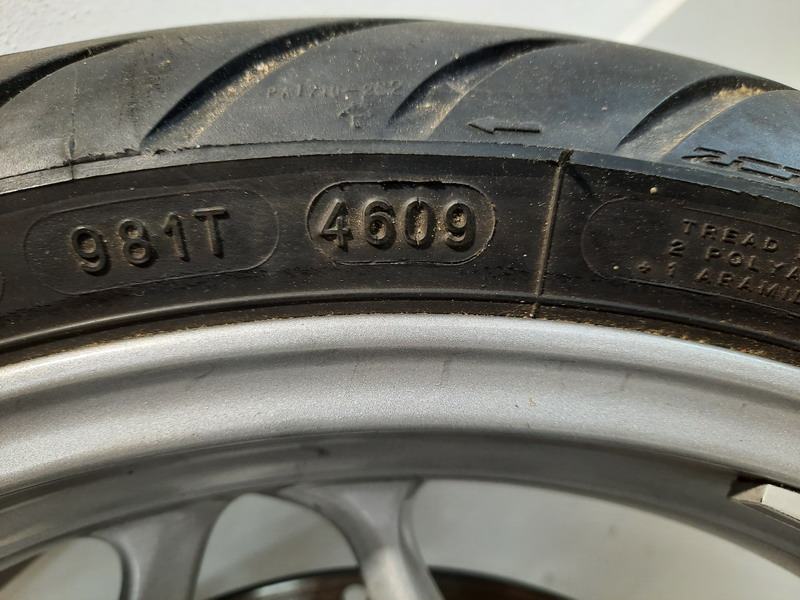 981T
4609
TREAD
2 POLYA
+ 1 ARAMID